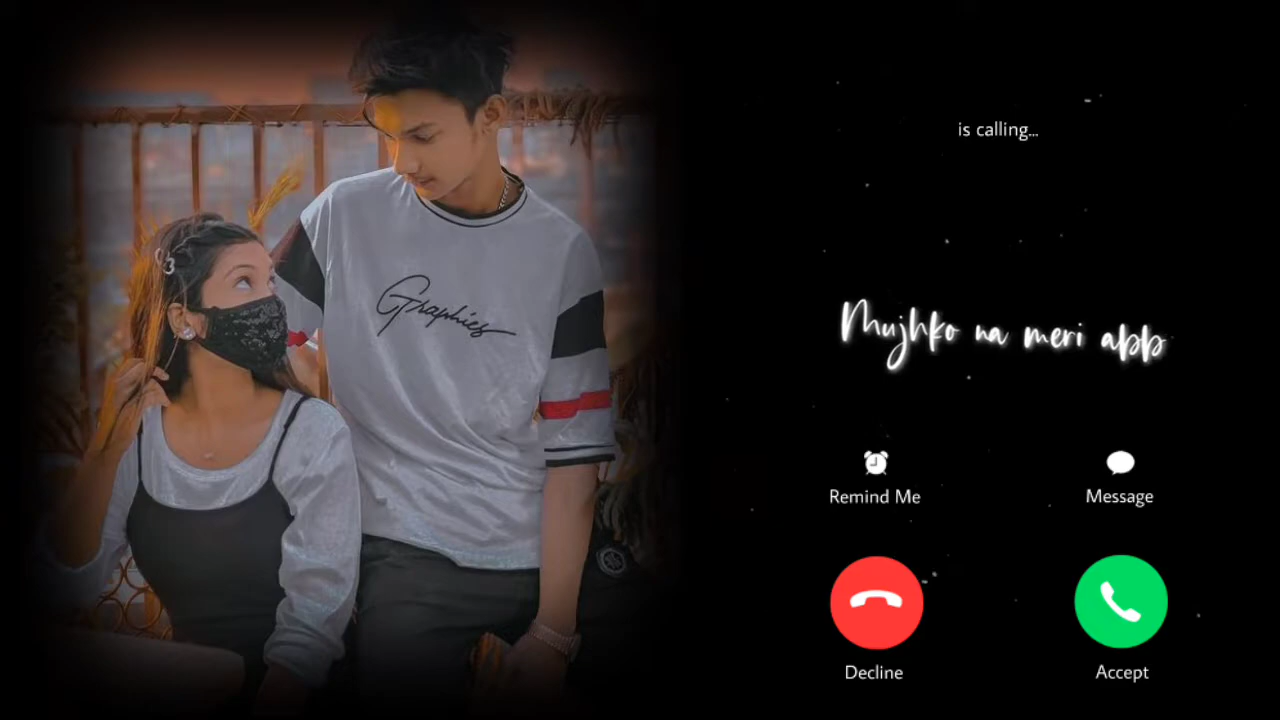 Graphics
is calling...
Mujhko na meri abb
Remind Me
Message
Decline
Accept